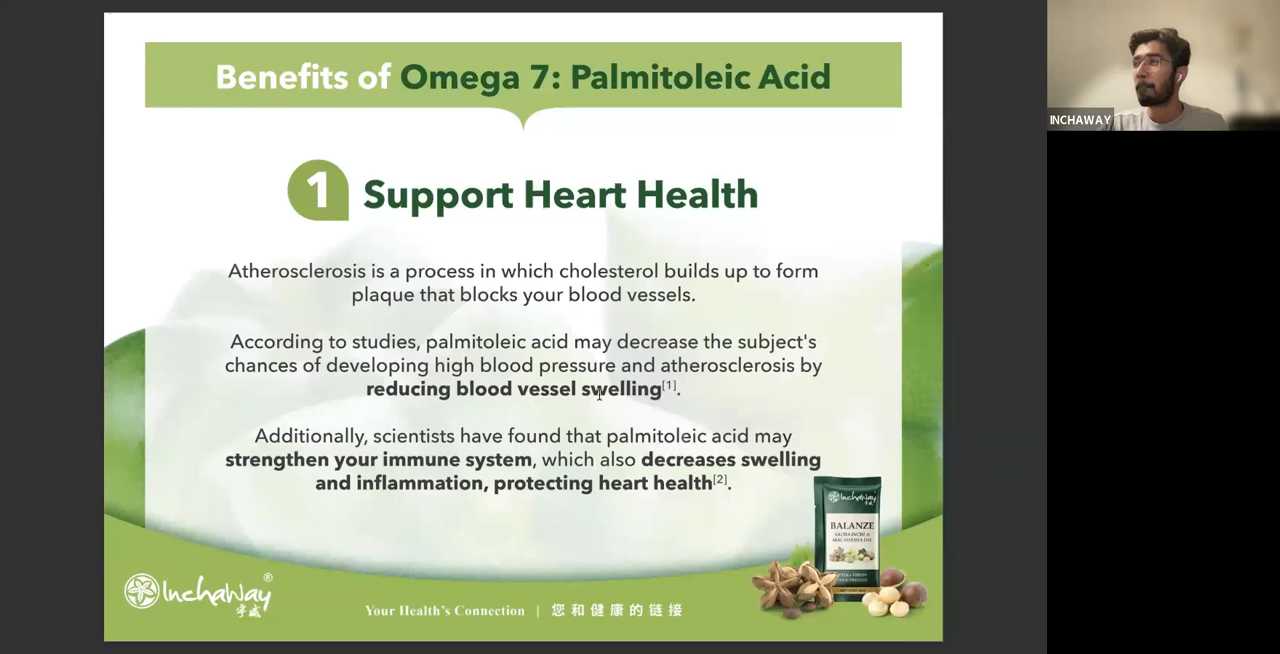 Benefits of Omega 7: Palmitoleic Acid
INCHAWAY
1 Support Heart Health
Atherosclerosis is a process in which cholesterol builds up to form
plaque that blocks your blood vessels.
According to studies, palmitoleic acid may decrease the subject's
chances of developing high blood pressure and atherosclerosis by
reducing blood vessel swelling[1].
Additionally, scientists have found that palmitoleic acid may
strengthen your immune system, which also decreases swelling
and inflammation, protecting heart health[2].
InchaWay
BALANZE
SACHA INCHI &
MACADAMIA OIL
InchaWay®
宇威
Your Health's Connection | 您和健康的链接